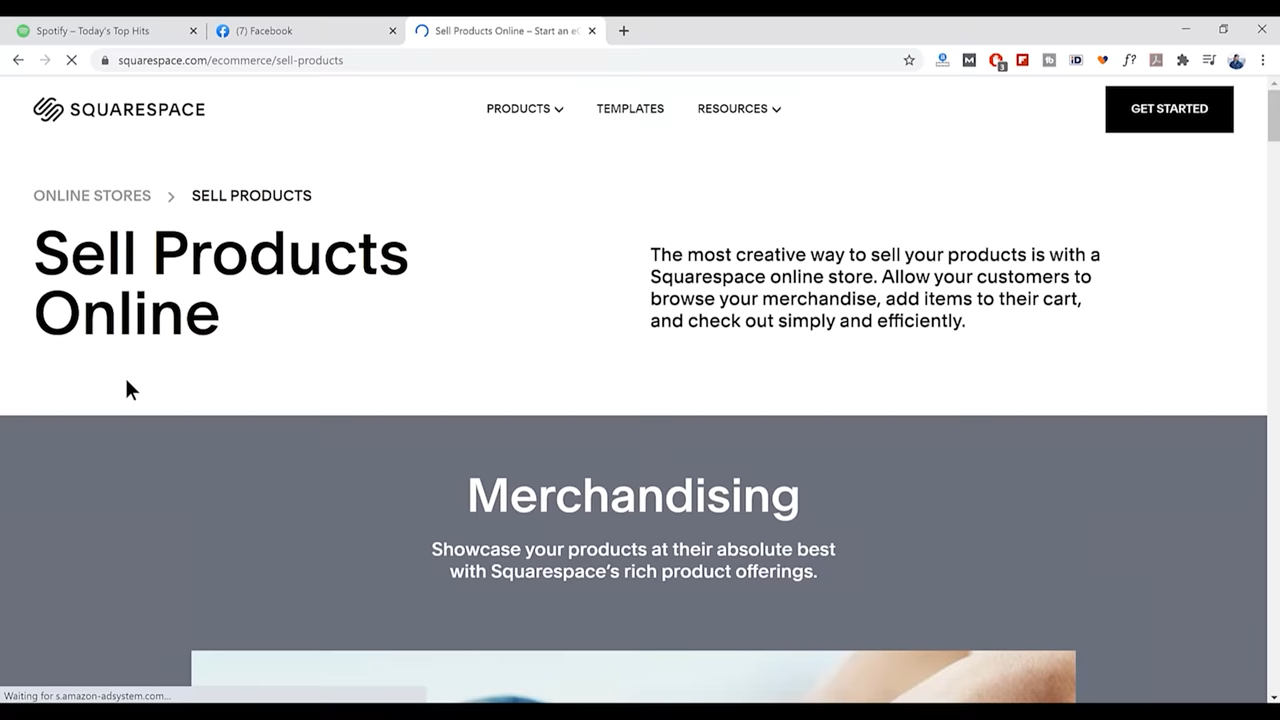 Spotify – Today's Top Hits
(7) Facebook
Sell Products Online – Start an e
squarespace.com/ecommerce/sell-products
3
f?
SQUARESPACE
PRODUCTS
TEMPLATES
RESOURCES
GET STARTED
ONLINE STORES
SELL PRODUCTS
Sell Products
Online
The most creative way to sell your products is with a
Squarespace online store. Allow your customers to
browse your merchandise, add items to their cart,
and check out simply and efficiently.
Merchandising
Showcase your products at their absolute best
with Squarespace's rich product offerings.
Waiting for s.amazon-adsystem.com...